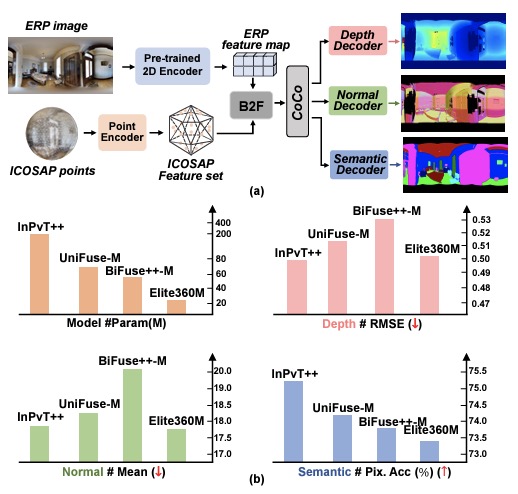 ERP image
Pre-trained
2D Encoder
ERP
feature map
Depth
Decoder
B2F
CoCo
Normal
Decoder
Point
Encoder
ICOSAP points
ICOSAP
Feature set
Semantic
Decoder
(a)
InPvT++
UniFuse-M
BiFuse++-M
Elite360M
400
200
80
60
40
20
Model #Param(M)
InPvT++
UniFuse-M
BiFuse++-M
Elite360M
0.53
0.52
0.51
0.50
0.49
0.48
0.47
Depth # RMSE (↓)
InPvT++
UniFuse-M
BiFuse++-M
Elite360M
20.0
19.0
18.5
18.0
17.5
17.0
Normal # Mean (↓)
InPvT++
UniFuse-M
BiFuse++-M
Elite360M
75.5
74.5
74.0
73.5
73.0
Semantic # Pix. Acc (%) (↑)
(b)